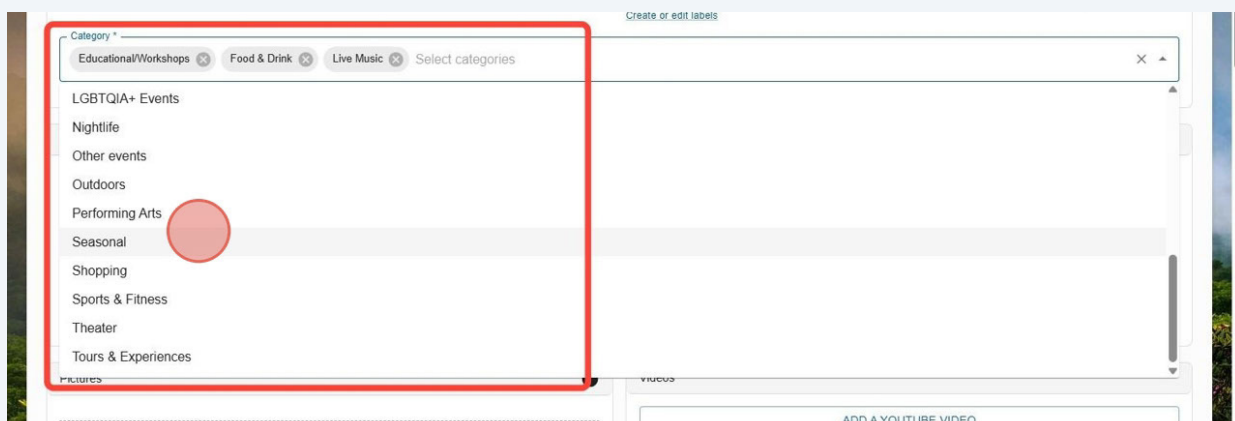 Create or edit labels
Category *
Educational/Workshops Food & Drink Live Music Select categories
LGBTQIA+ Events
Nightlife
Other events
Outdoors
Performing Arts
Seasonal
Shopping
Sports & Fitness
Theater
Tours & Experiences
Pictures Videos
ADD A YOUTUBE VIDEO